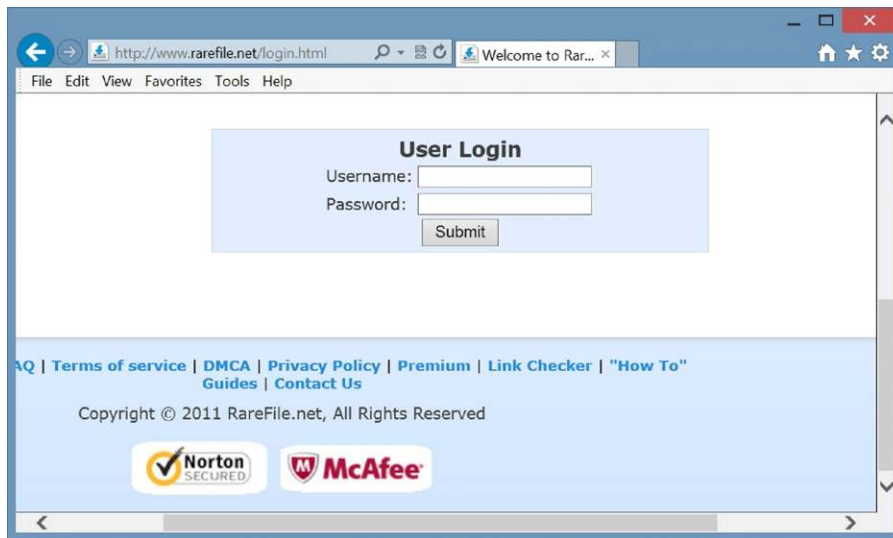 http://www.rarefile.net/login.html
Welcome to Rar...
File Edit View Favorites Tools Help
User Login
Username:
Password:
Submit
AQ | Terms of service | DMCA | Privacy Policy | Premium | Link Checker | "How To"
Guides | Contact Us
Copyright © 2011 RareFile.net, All Rights Reserved
Norton
SECURED
McAfee